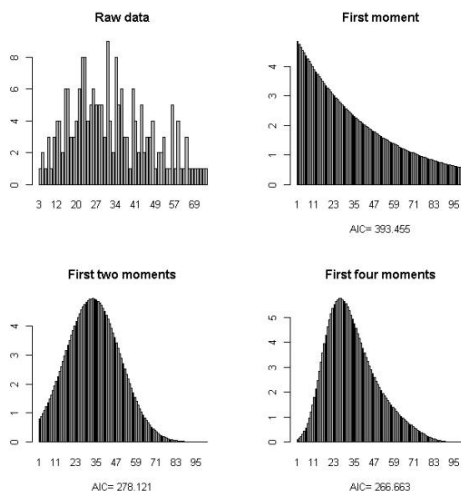 Raw data
8
6
4
2
0
3 12 20 27 34 41 49 57 69
First moment
4
3
2
1
0
1 11 23 35 47 59 71 83 95
AIC= 393.455
First two moments
4
3
2
1
0
1 11 23 35 47 59 71 83 95
AIC= 278.121
First four moments
5
4
3
2
1
0
1 11 23 35 47 59 71 83 95
AIC= 266.663